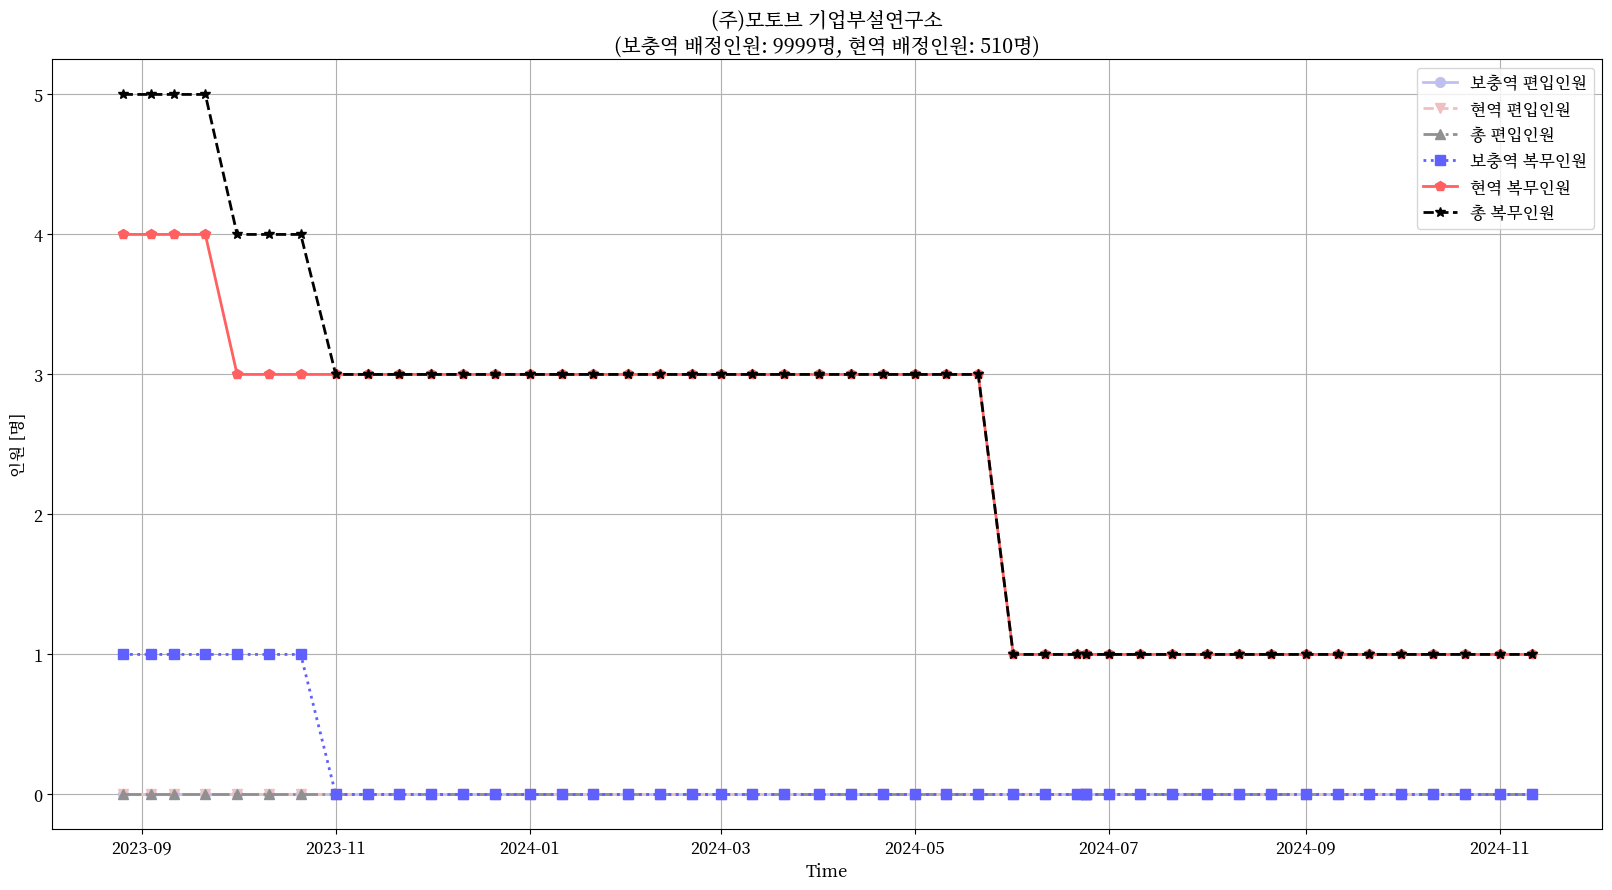 (주)모토브 기업부설연구소
(보충역 배정인원: 9999명, 현역 배정인원: 510명)
보충역 편입인원
현역 편입인원
총 편입인원
보충역 복무인원
현역 복무인원
총 복무인원
인원 [명]
5
4
3
2
1
0
2023-09
2023-11
2024-01
2024-03
2024-05
2024-07
2024-09
2024-11
Time